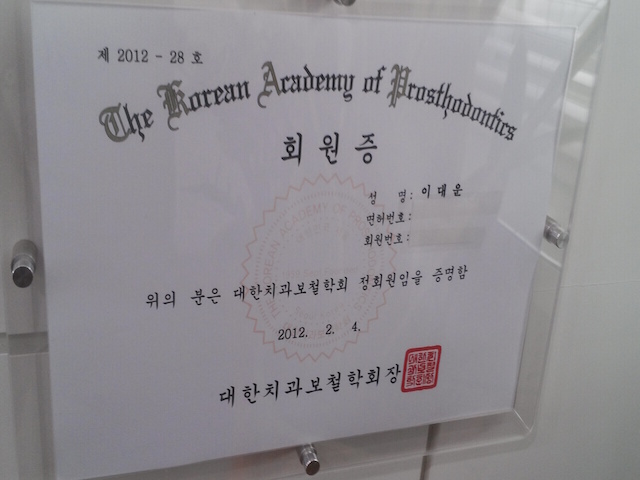 제 2012 - 28 호
The Korean Academy of Prosthodontics
회 원 증
성 명: 이 대 윤
면허번호:
회원번호:
위의 분은 대한치과보철학회 정회원임을 증명함
2012. 2. 4.
대한치과보철학회장